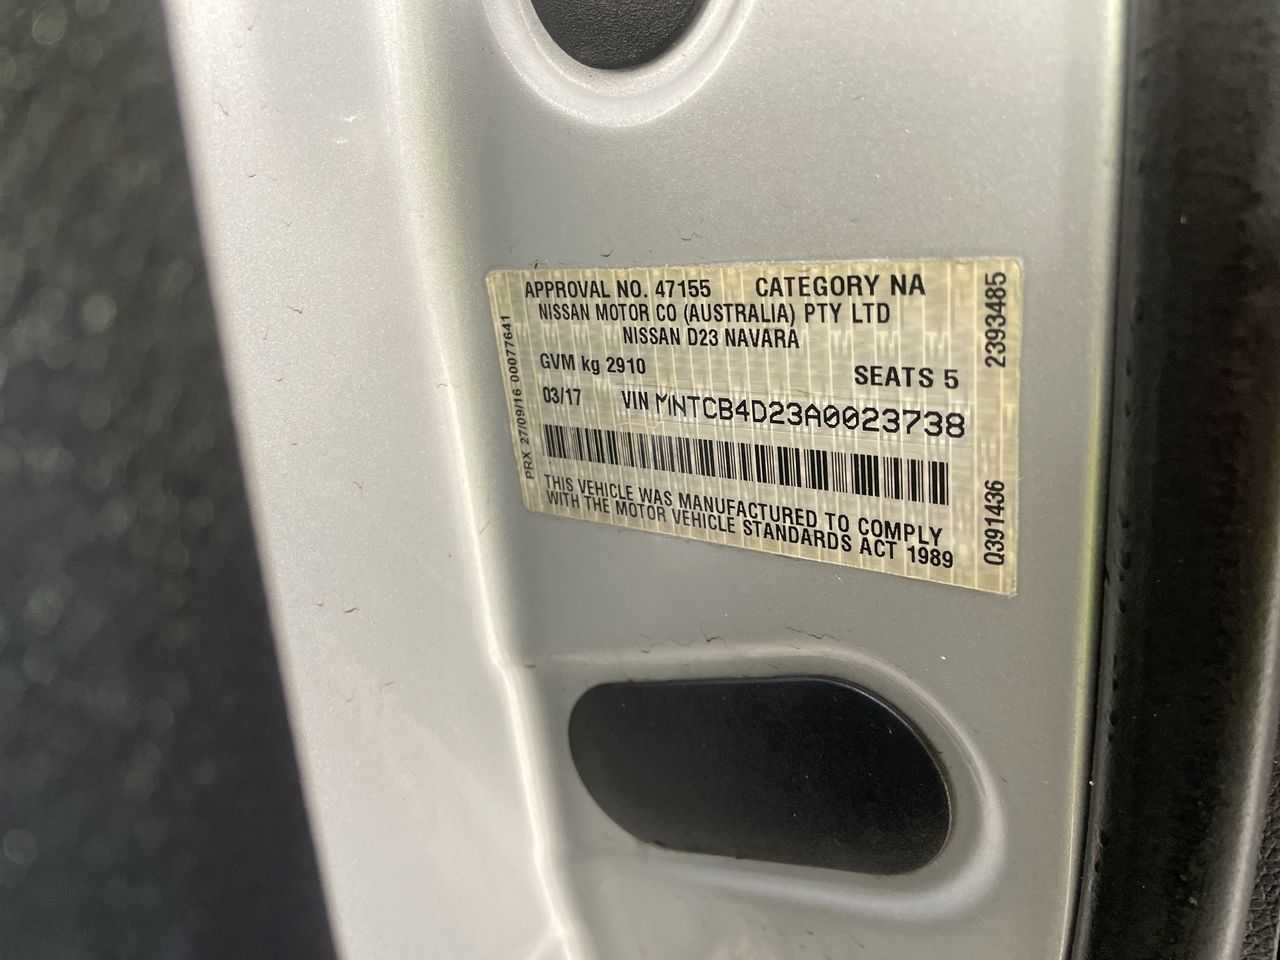 APPROVAL NO. 47155 CATEGORY NA
NISSAN MOTOR CO (AUSTRALIA) PTY LTD
NISSAN D23 NAVARA
GVM kg 2910 SEATS 5
03/17 VIN MNTCB4D23A0023738
THIS VEHICLE WAS MANUFACTURED TO COMPLY
WITH THE MOTOR VEHICLE STANDARDS ACT 1989
PRX 27/09/16 00077641
2393485
Q391436